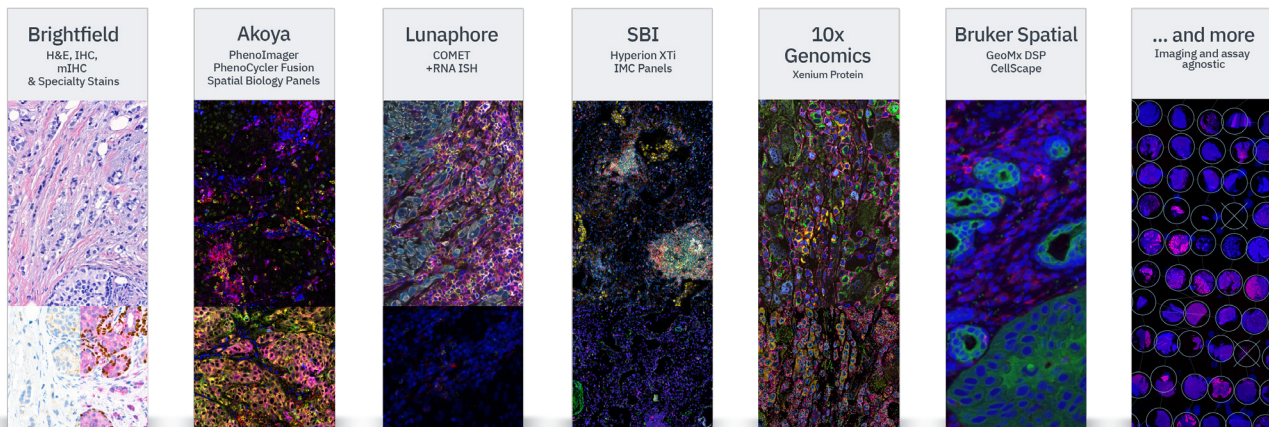 Brightfield
H&E, IHC,
mIHC
& Specialty Stains
Akoya
PhenoImager
PhenoCycler Fusion
Spatial Biology Panels
Lunaphore
COMET
+RNA ISH
SBI
Hyperion XTi
IMC Panels
10x
Genomics
Xenium Protein
Bruker Spatial
GeoMx DSP
CellScape
... and more
Imaging and assay
agnostic